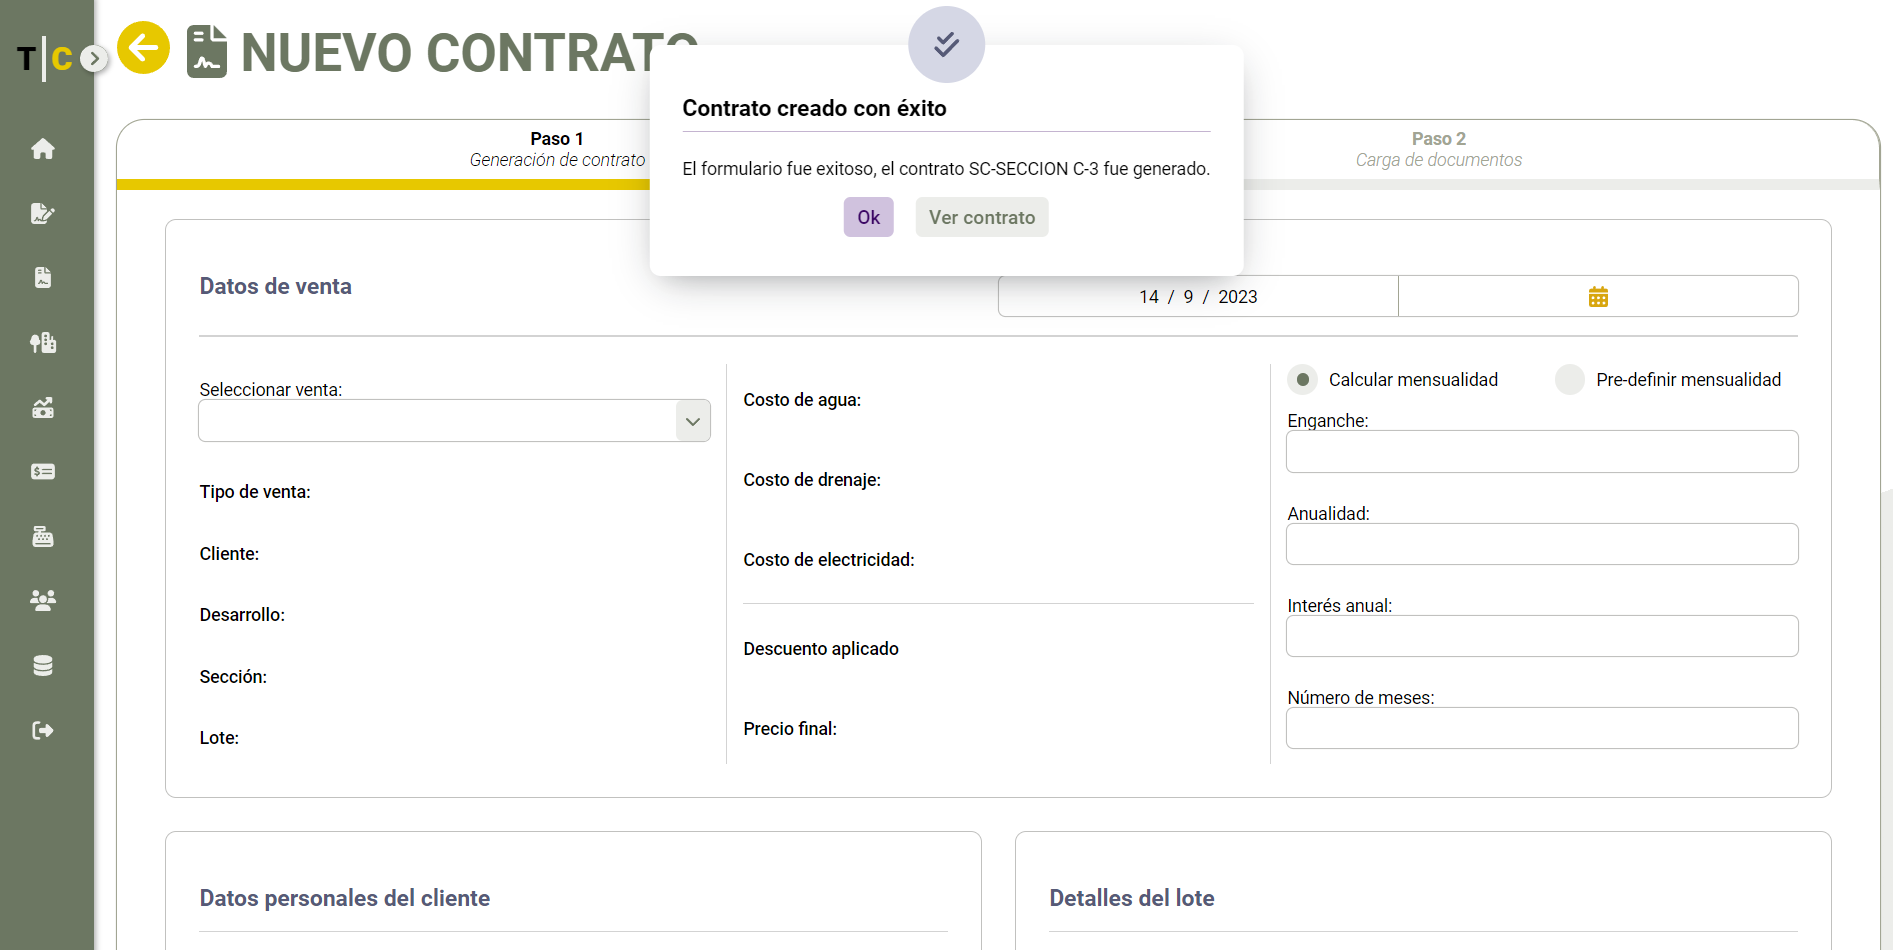 T|C
NUEVO CONTRATO
Contrato creado con éxito
El formulario fue exitoso, el contrato SC-SECCION C-3 fue generado.
Ok
Ver contrato
Paso 1
Generación de contrato
Paso 2
Carga de documentos
Datos de venta
14 / 9 / 2023
Seleccionar venta:
Tipo de venta:
Cliente:
Desarrollo:
Sección:
Lote:
Costo de agua:
Costo de drenaje:
Costo de electricidad:
Descuento aplicado
Precio final:
Calcular mensualidad
Pre-definir mensualidad
Enganche:
Anualidad:
Interés anual:
Número de meses:
Datos personales del cliente
Detalles del lote